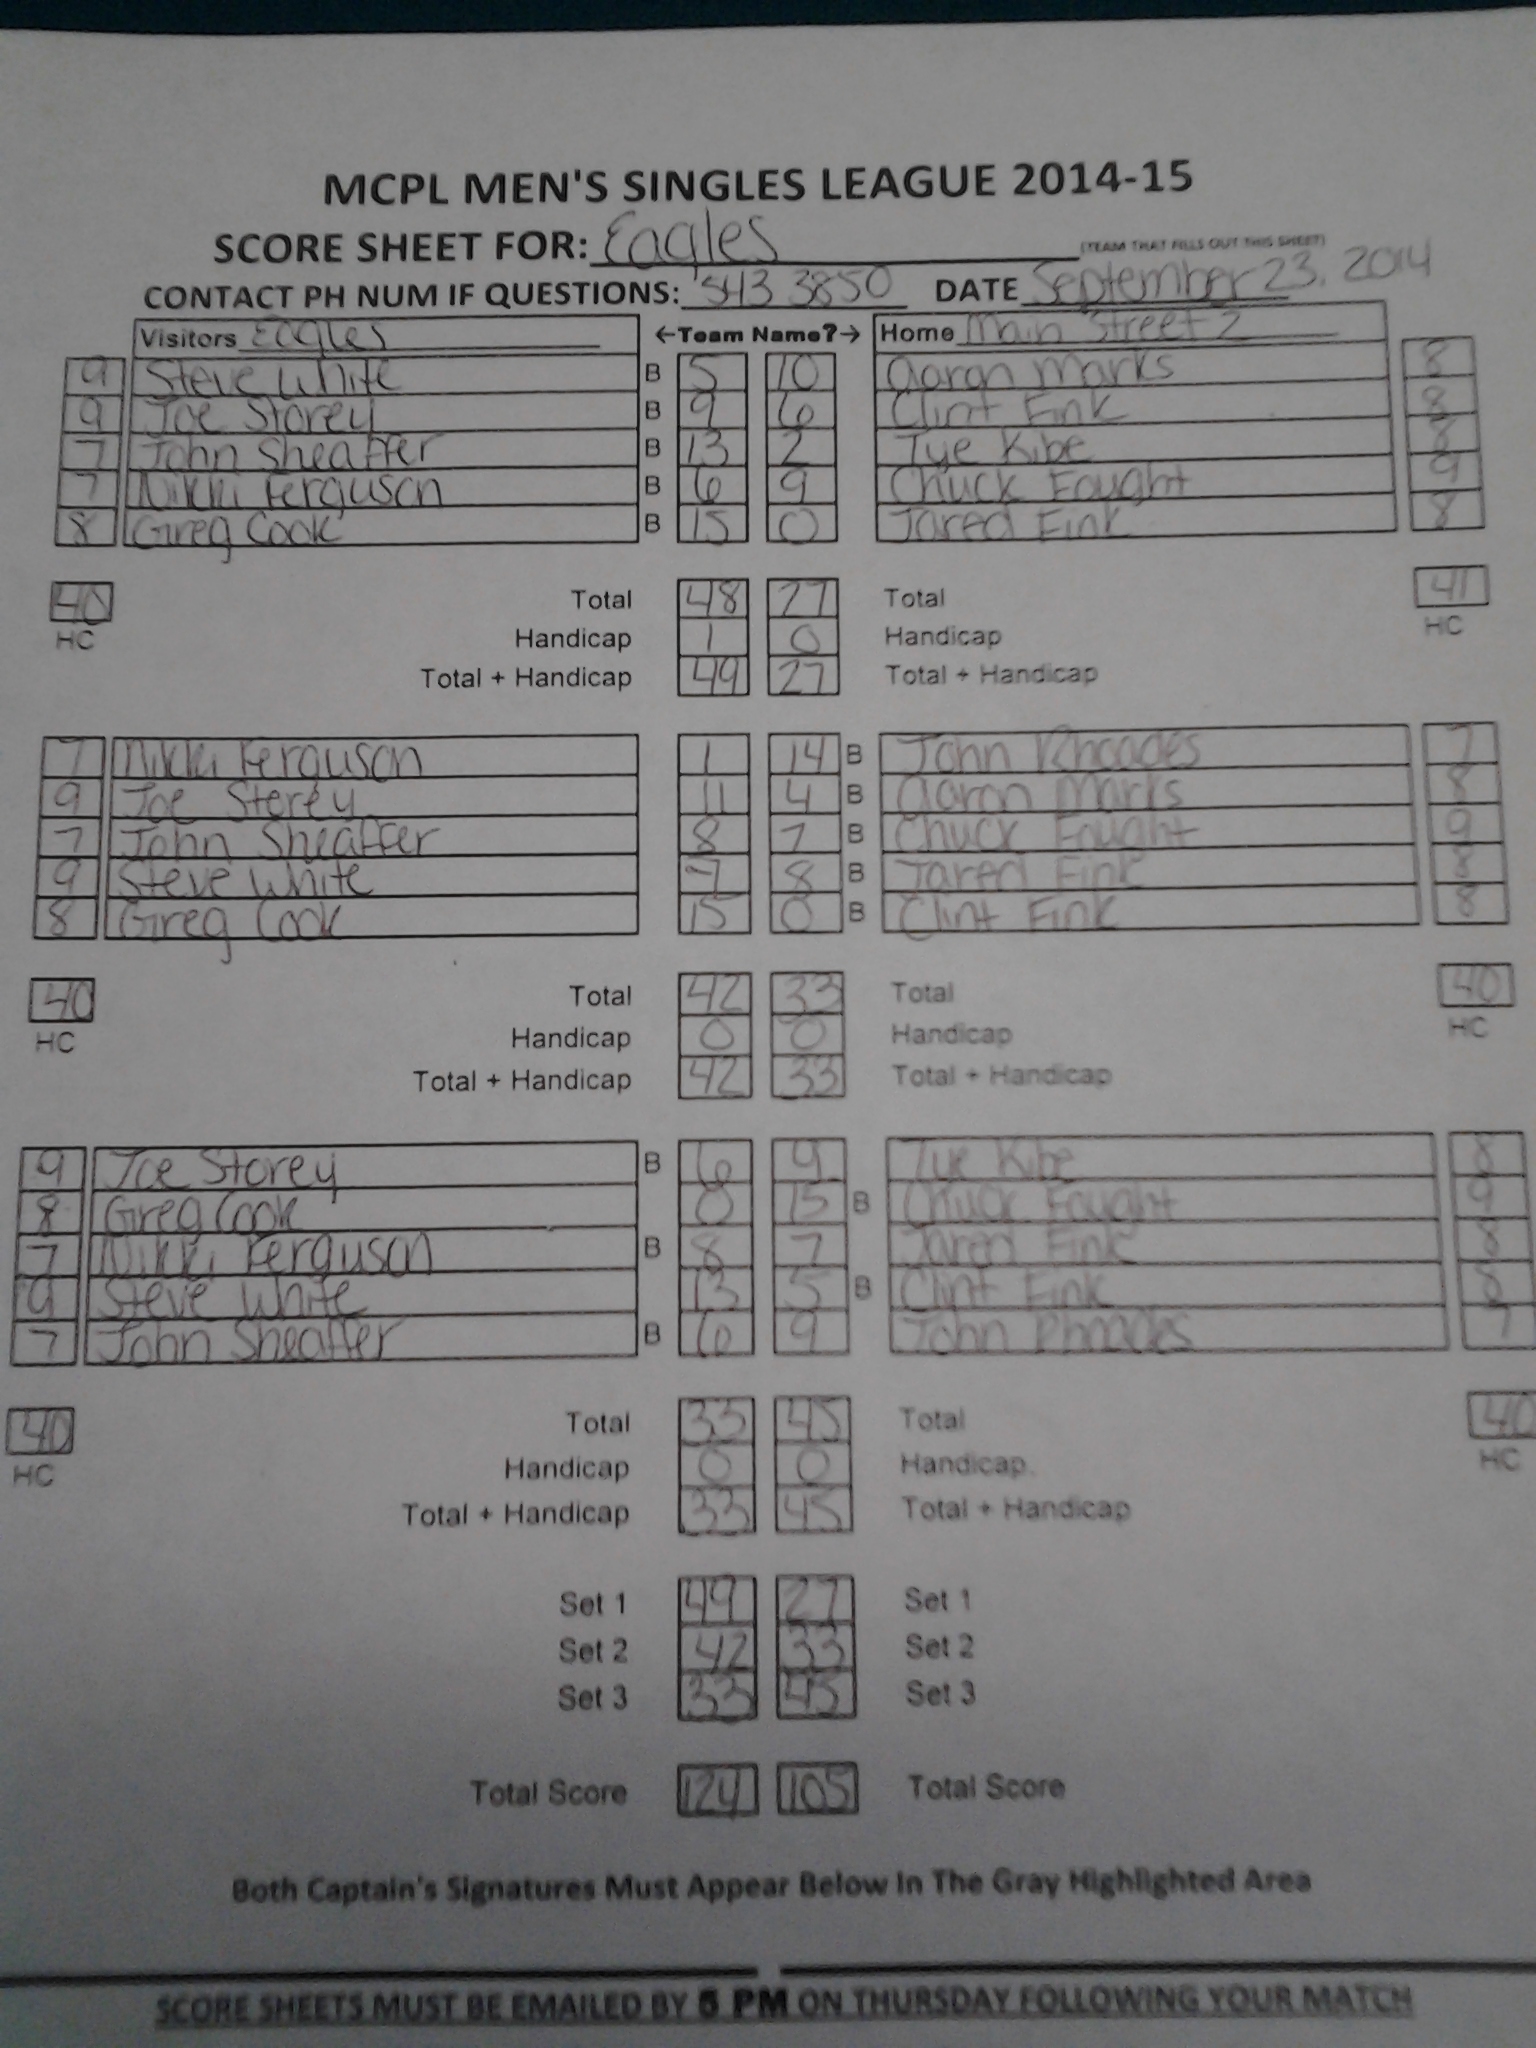 MCPL MEN'S SINGLES LEAGUE 2014-15
SCORE SHEET FOR: Eagles (TEAM THAT FILLS OUT THIS SHEET)
CONTACT PH NUM IF QUESTIONS: 543 3850 DATE September 23, 2014
Visitors Eagles ←Team Name?→ Home Main Street 2
9 Steve White B 5 10 Aaron Marks 8
9 Joe Storey B 9 6 Clint Fink 8
7 John Sheaffer B 13 2 Tye Kibe 8
7 Nikki Ferguson B 6 9 Chuck Fought 9
8 Greg Cook B 15 0 Jared Fink 8
40 Total 48 27 Total 41
HC Handicap 1 0 Handicap HC
Total + Handicap 49 27 Total + Handicap
7 Nikki Ferguson 1 14 B John Rhoades 7
9 Joe Storey 11 4 B Aaron Marks 8
7 John Sheaffer 8 7 B Chuck Fought 9
9 Steve White 7 8 B Jared Fink 8
8 Greg Cook 15 0 B Clint Fink 8
40 Total 42 33 Total 40
HC Handicap 0 0 Handicap HC
Total + Handicap 42 33 Total + Handicap
9 Joe Storey B 6 9 Tye Kibe 8
8 Greg Cook 0 15 B Chuck Fought 9
7 Nikki Ferguson B 8 7 Jared Fink 8
9 Steve White 13 5 B Clint Fink 8
7 John Sheaffer B 6 9 John Rhoades 7
40 Total 33 45 Total 40
HC Handicap 0 0 Handicap HC
Total + Handicap 33 45 Total + Handicap
Set 1 49 27 Set 1
Set 2 42 33 Set 2
Set 3 33 45 Set 3
Total Score 124 105 Total Score
Both Captain's Signatures Must Appear Below In The Gray Highlighted Area
SCORE SHEETS MUST BE EMAILED BY 5 PM ON THURSDAY FOLLOWING YOUR MATCH